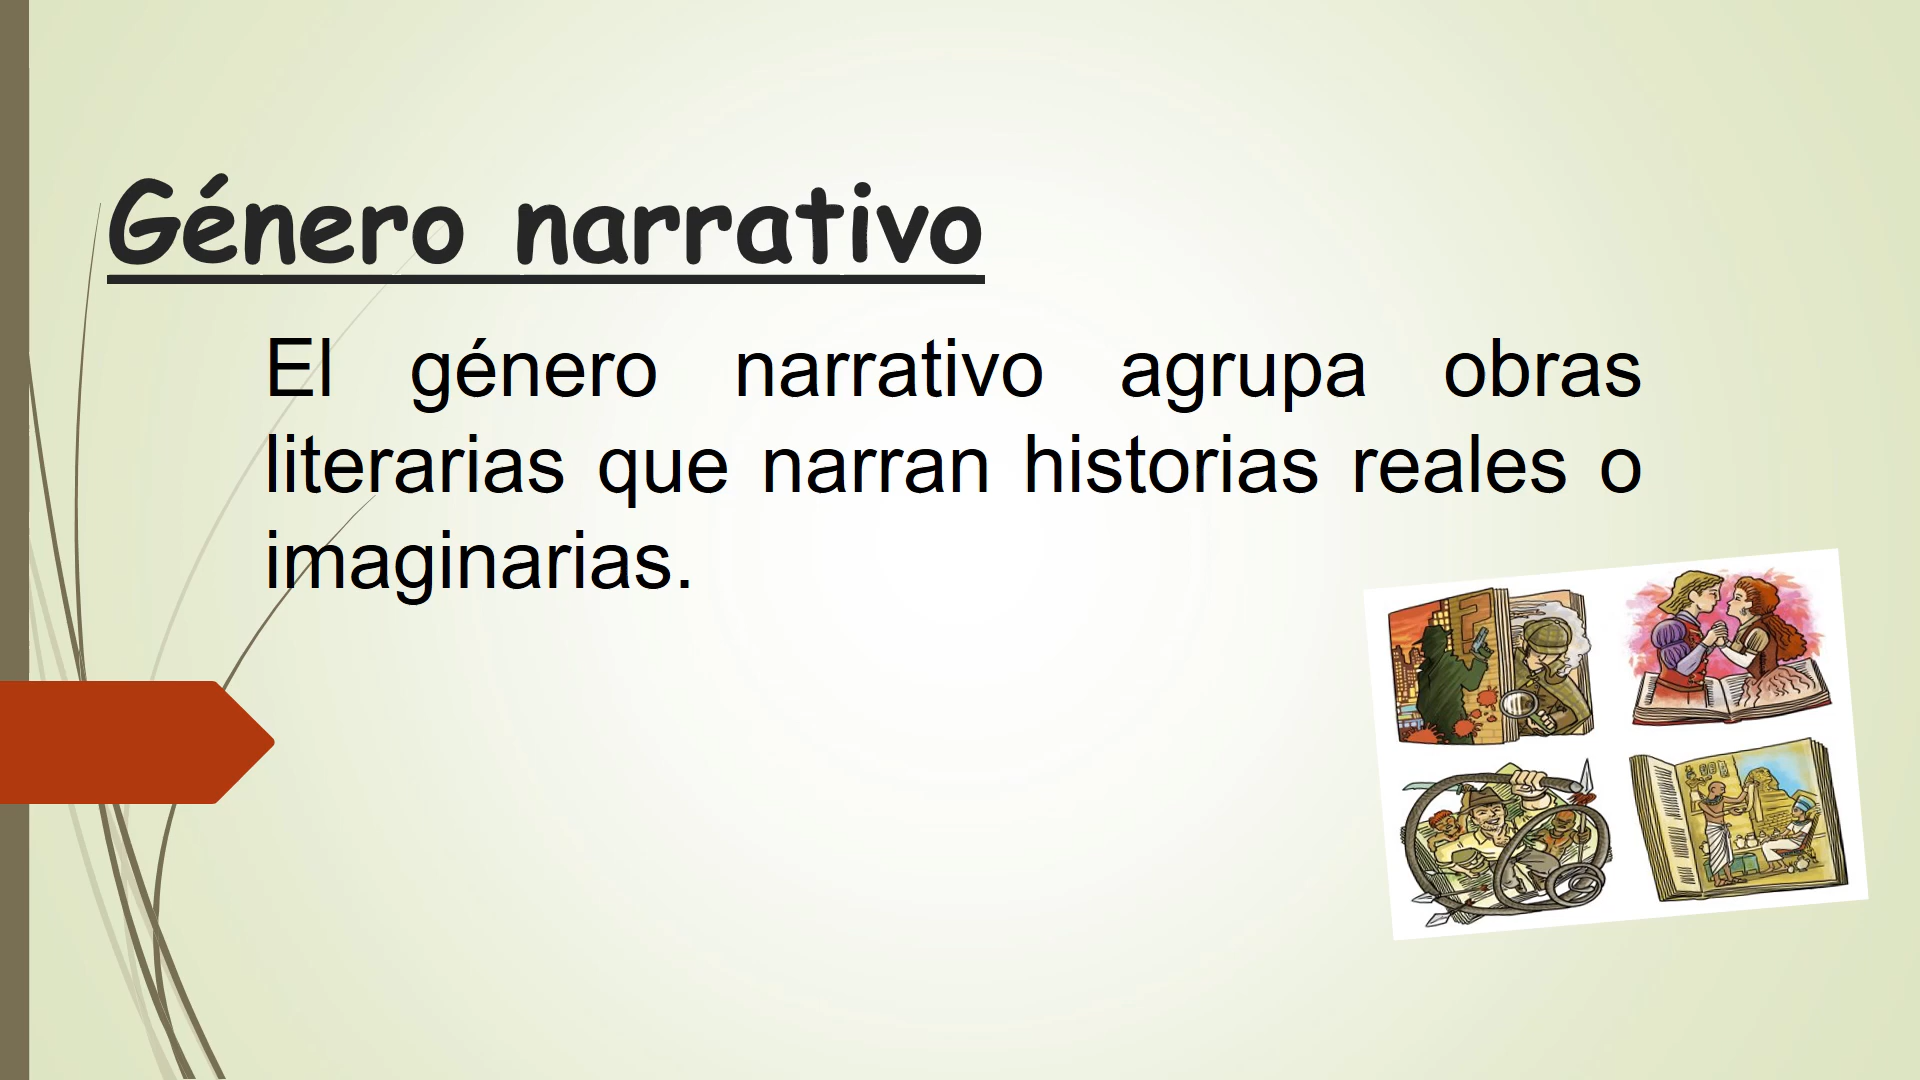 Género narrativo
El género narrativo agrupa obras
literarias que narran historias reales o
imaginarias.
?